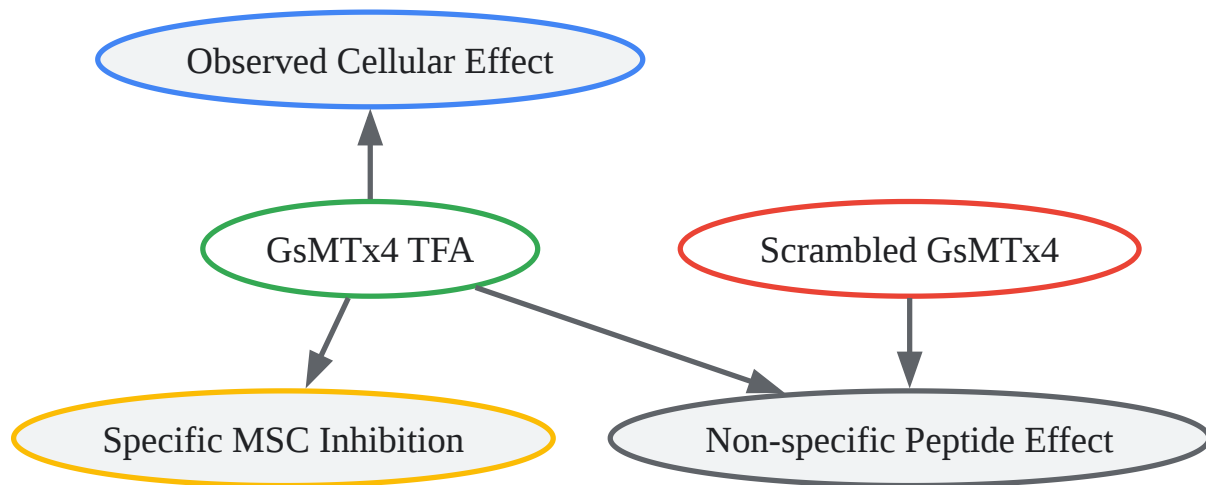 Observed Cellular Effect
GsMTx4 TFA
Scrambled GsMTx4
Specific MSC Inhibition
Non-specific Peptide Effect